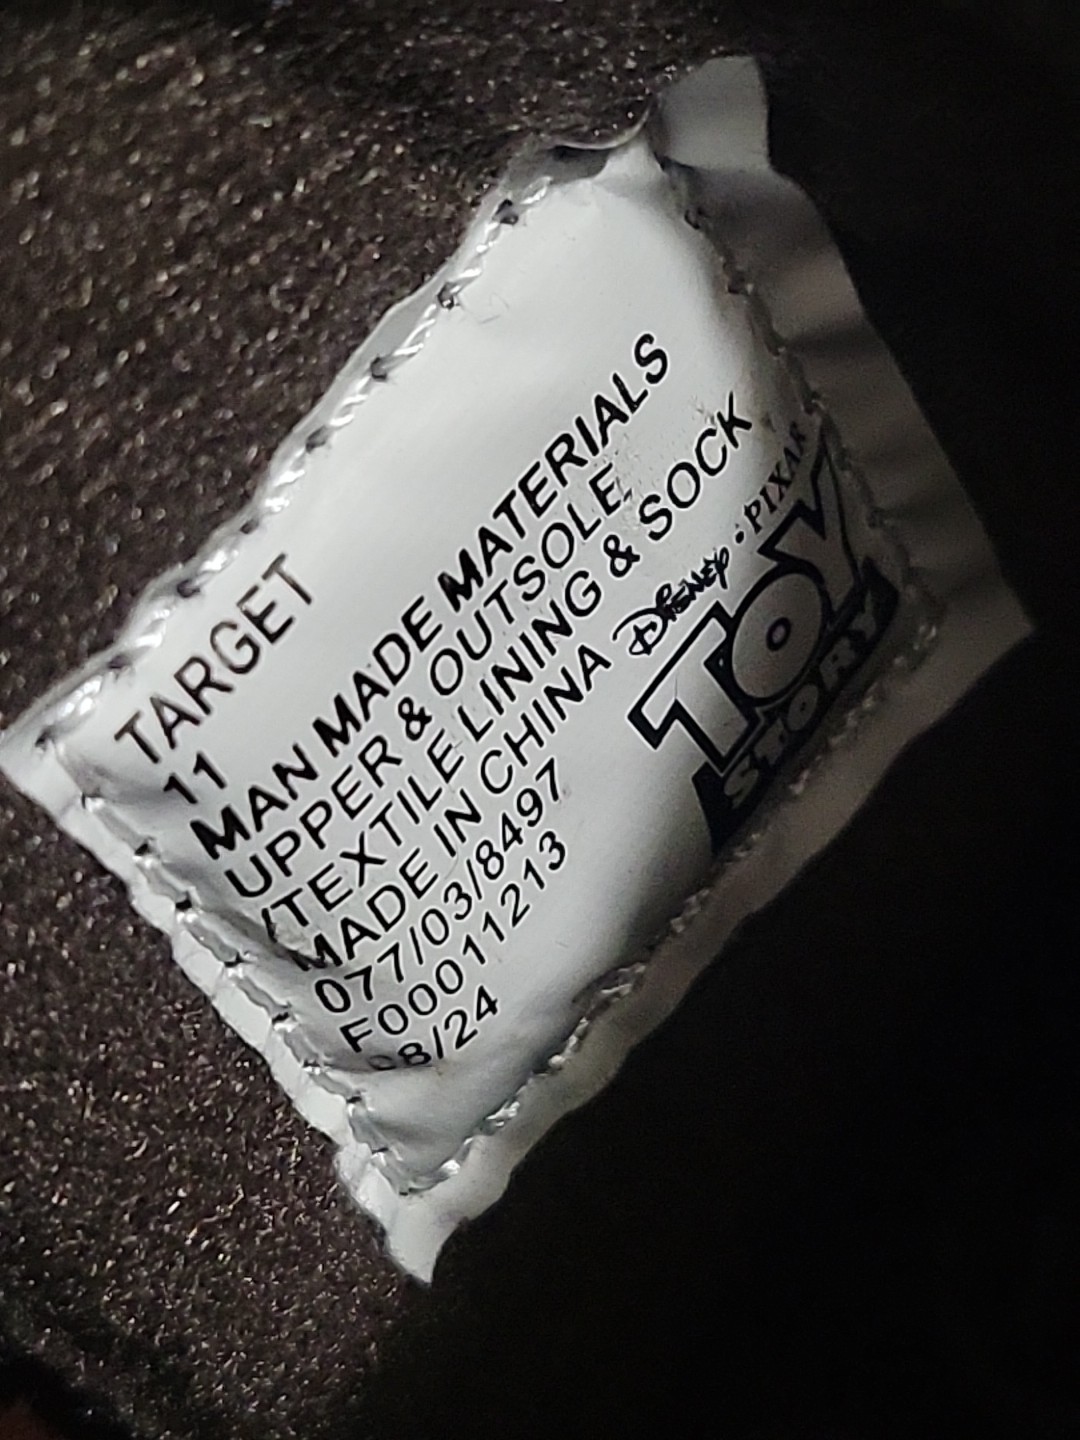 TARGET
11
MAN MADE MATERIALS
UPPER & OUTSOLE
/TEXTILE LINING & SOCK
MADE IN CHINA
077/03/8497
F00011213
08/24
DISNEY · PIXAR
TOY
STORY